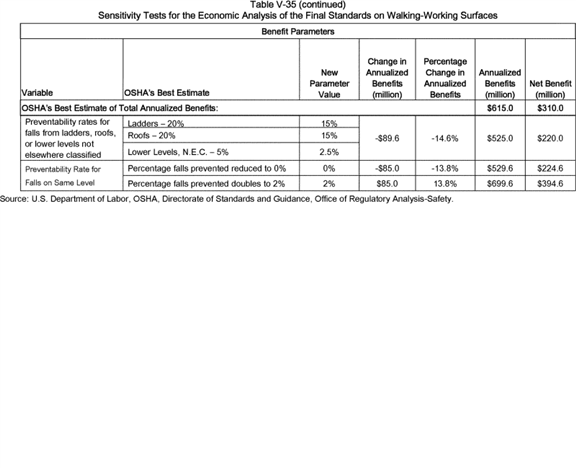 Table V-35 (continued)
Sensitivity Tests for the Economic Analysis of the Final Standards on Walking-Working Surfaces
Benefit Parameters
Variable OSHA's Best Estimate New Parameter Value Change in Annualized Benefits (million) Percentage Change in Annualized Benefits Annualized Benefits (million) Net Benefit (million)
OSHA's Best Estimate of Total Annualized Benefits: $615.0 $310.0
Preventability rates for falls from ladders, roofs, or lower levels not elsewhere classified
Ladders – 20% 15%
Roofs – 20% 15% -$89.6 -14.6% $525.0 $220.0
Lower Levels, N.E.C. – 5% 2.5%
Preventability Rate for Falls on Same Level
Percentage falls prevented reduced to 0% 0% -$85.0 -13.8% $529.6 $224.6
Percentage falls prevented doubles to 2% 2% $85.0 13.8% $699.6 $394.6
Source: U.S. Department of Labor, OSHA, Directorate of Standards and Guidance, Office of Regulatory Analysis-Safety.